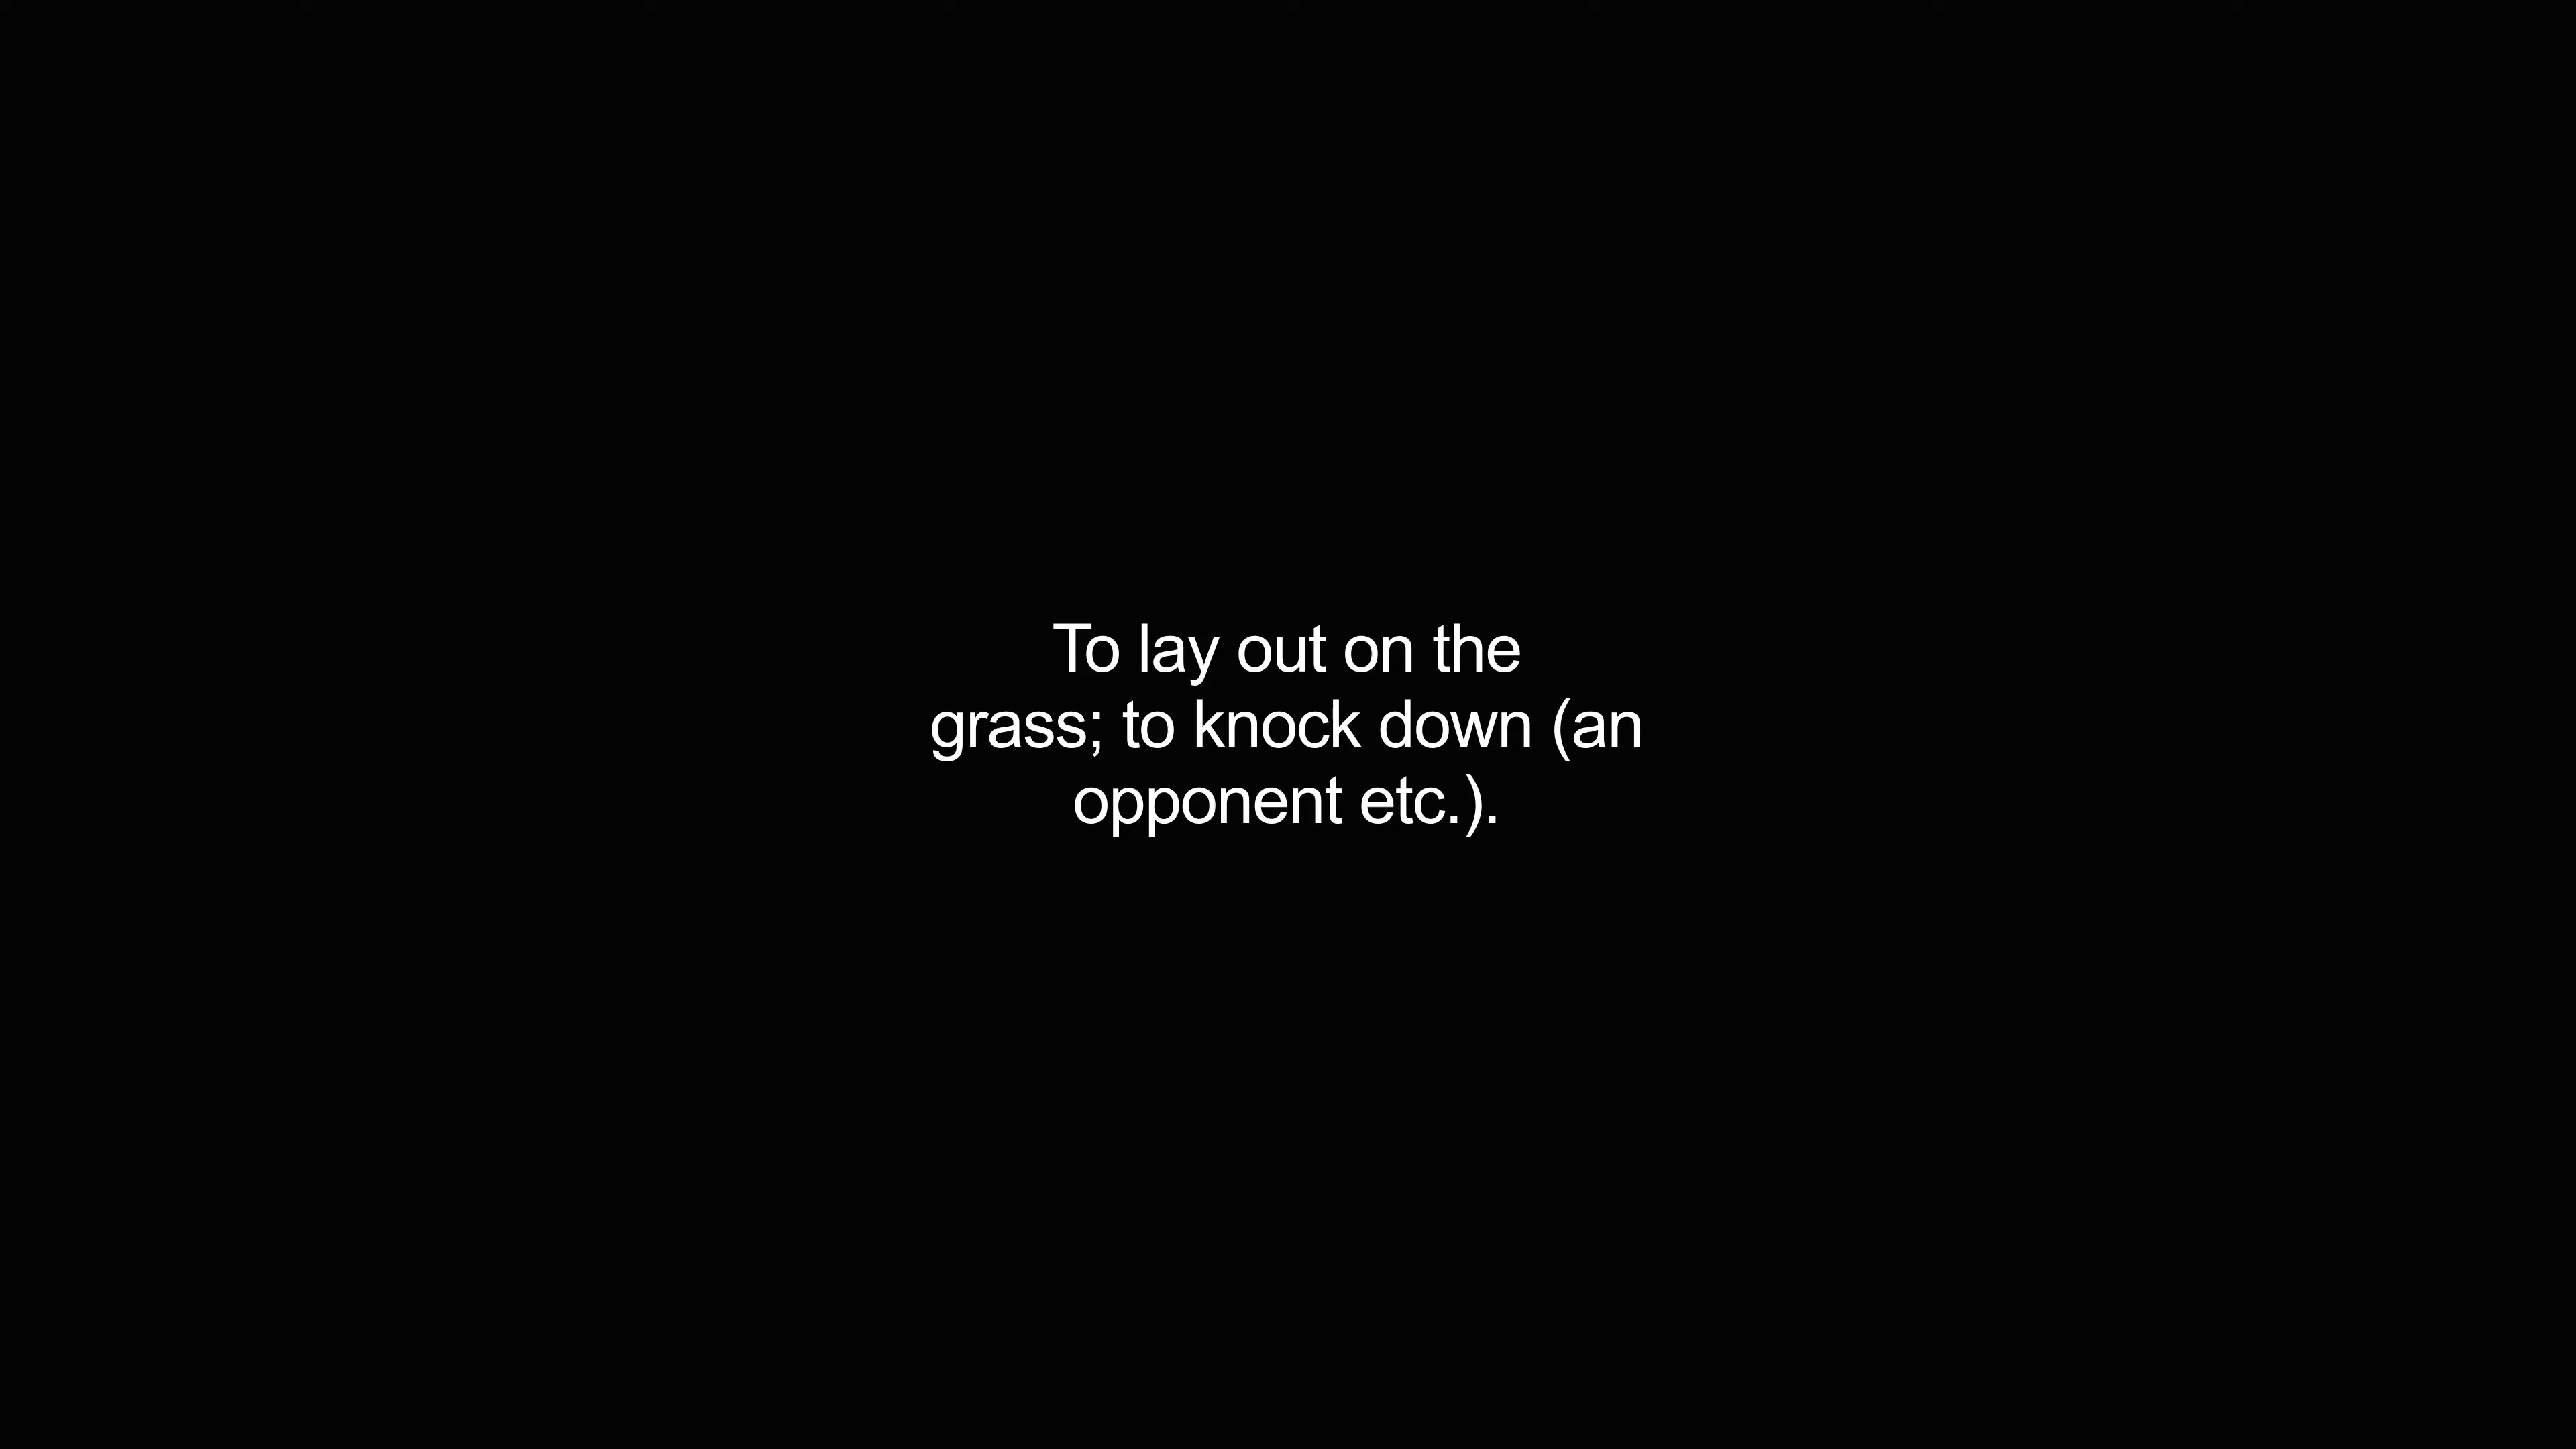 To lay out on the
grass; to knock down (an
opponent etc.).